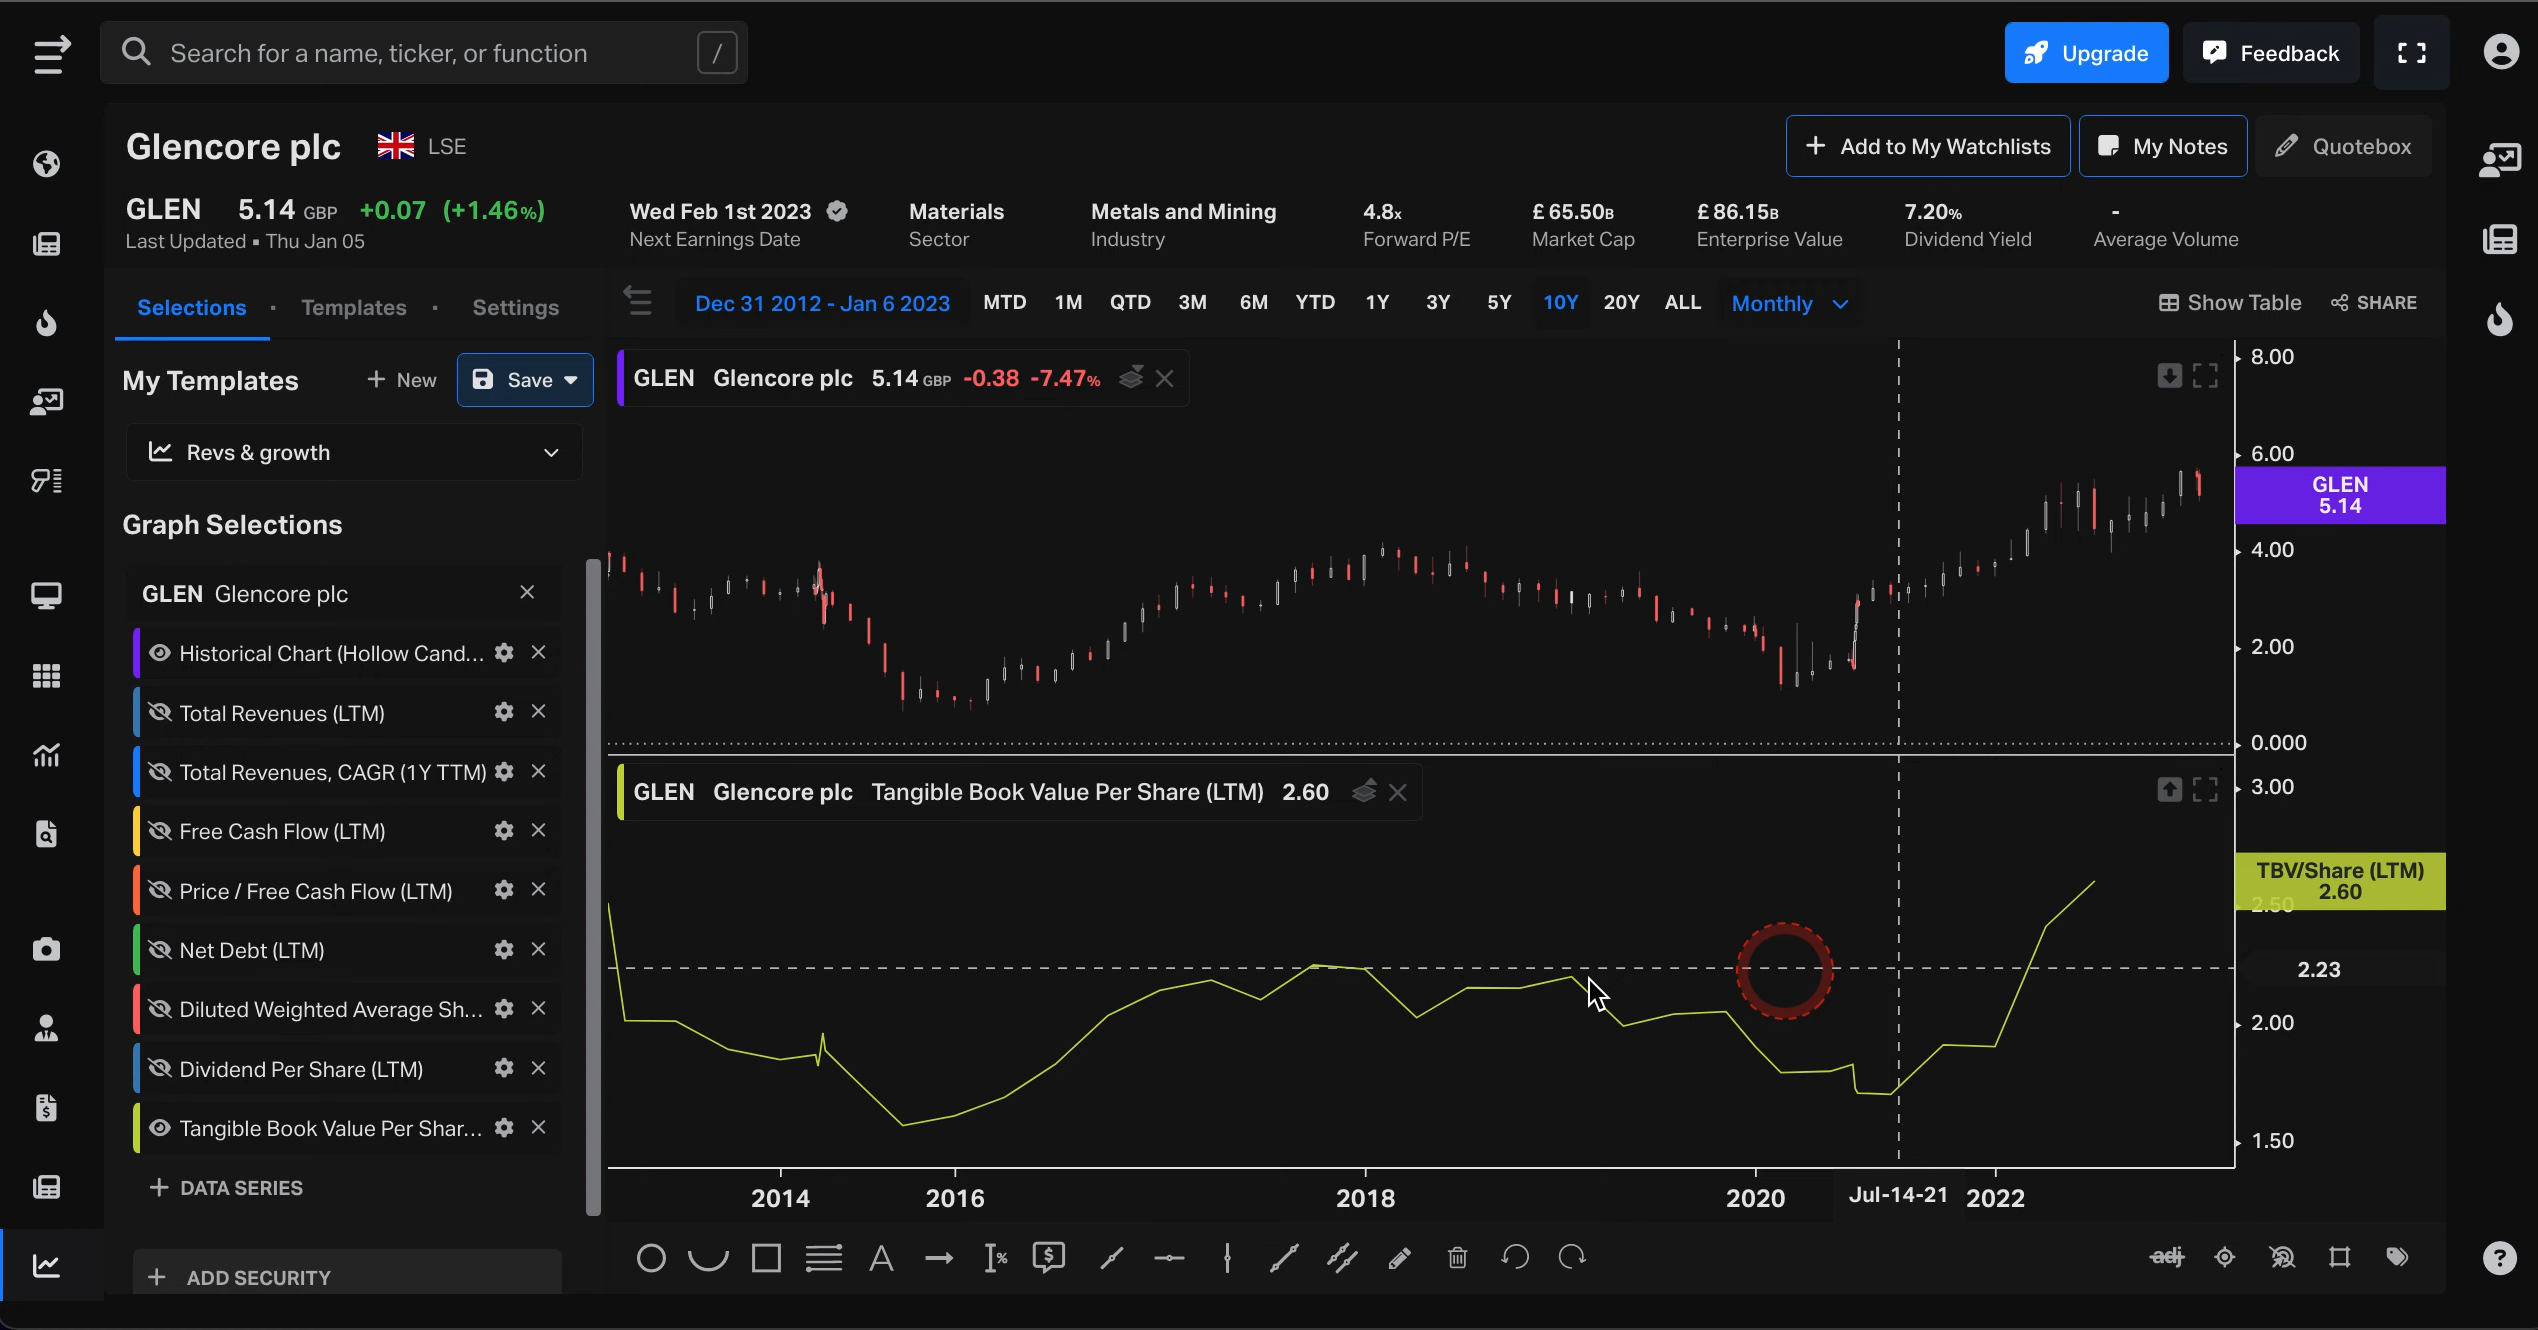 Search for a name, ticker, or function /
Upgrade
Feedback
Glencore plc LSE
Add to My Watchlists
My Notes
Quotebox
GLEN 5.14 GBP +0.07 (+1.46%)
Last Updated ▪ Thu Jan 05
Wed Feb 1st 2023
Next Earnings Date
Materials
Sector
Metals and Mining
Industry
4.8x
Forward P/E
£ 65.50B
Market Cap
£ 86.15B
Enterprise Value
7.20%
Dividend Yield
-
Average Volume
Selections · Templates · Settings
Dec 31 2012 - Jan 6 2023 MTD 1M QTD 3M 6M YTD 1Y 3Y 5Y 10Y 20Y ALL Monthly
Show Table SHARE
My Templates + New Save
Revs & growth
Graph Selections
GLEN Glencore plc
Historical Chart (Hollow Cand...
Total Revenues (LTM)
Total Revenues, CAGR (1Y TTM)
Free Cash Flow (LTM)
Price / Free Cash Flow (LTM)
Net Debt (LTM)
Diluted Weighted Average Sh...
Dividend Per Share (LTM)
Tangible Book Value Per Shar...
+ DATA SERIES
+ ADD SECURITY
GLEN Glencore plc 5.14 GBP -0.38 -7.47%
8.00
6.00
GLEN
5.14
4.00
2.00
0.000
GLEN Glencore plc Tangible Book Value Per Share (LTM) 2.60
3.00
TBV/Share (LTM)
2.60
2.50
2.23
2.00
1.50
2014 2016 2018 2020 Jul-14-21 2022
A
%
$
adj
?